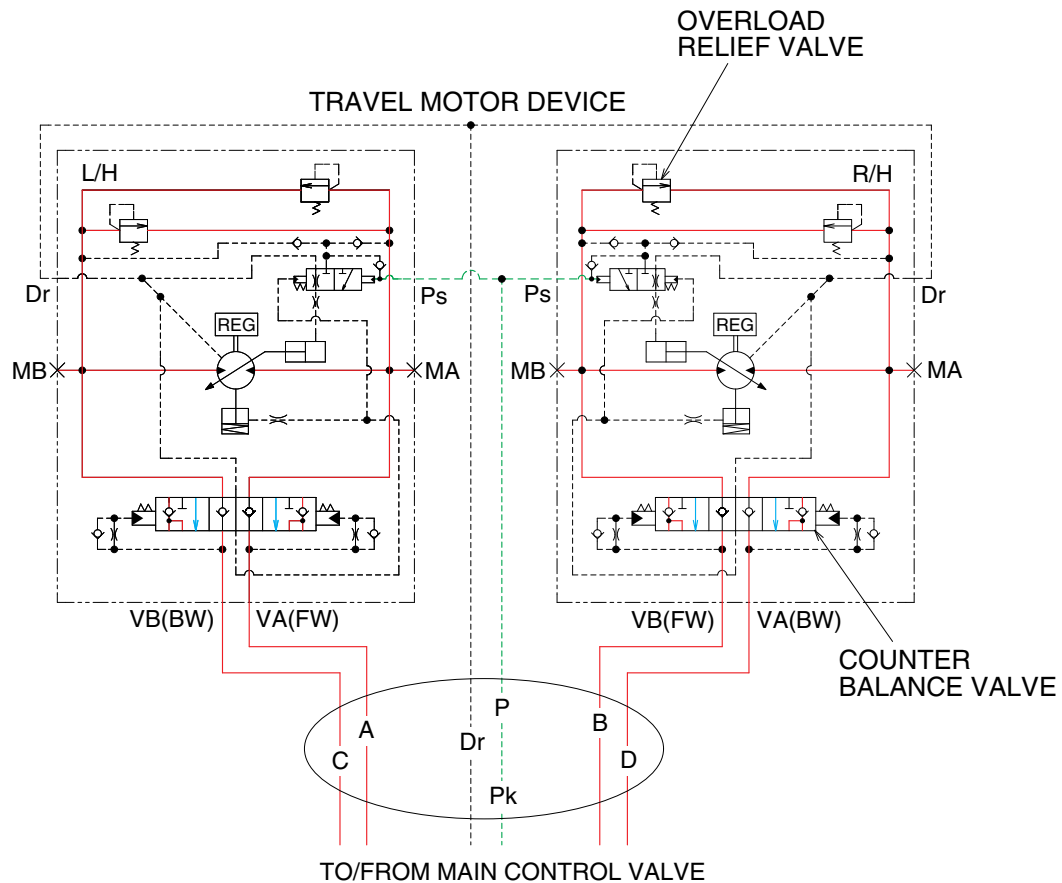 OVERLOAD
RELIEF VALVE
TRAVEL MOTOR DEVICE
L/H
R/H
Dr
Ps
Ps
Dr
REG
REG
MB
MA
MB
MA
VB(BW)
VA(FW)
VB(FW)
VA(BW)
COUNTER
BALANCE VALVE
P
A
B
Dr
C
D
Pk
TO/FROM MAIN CONTROL VALVE